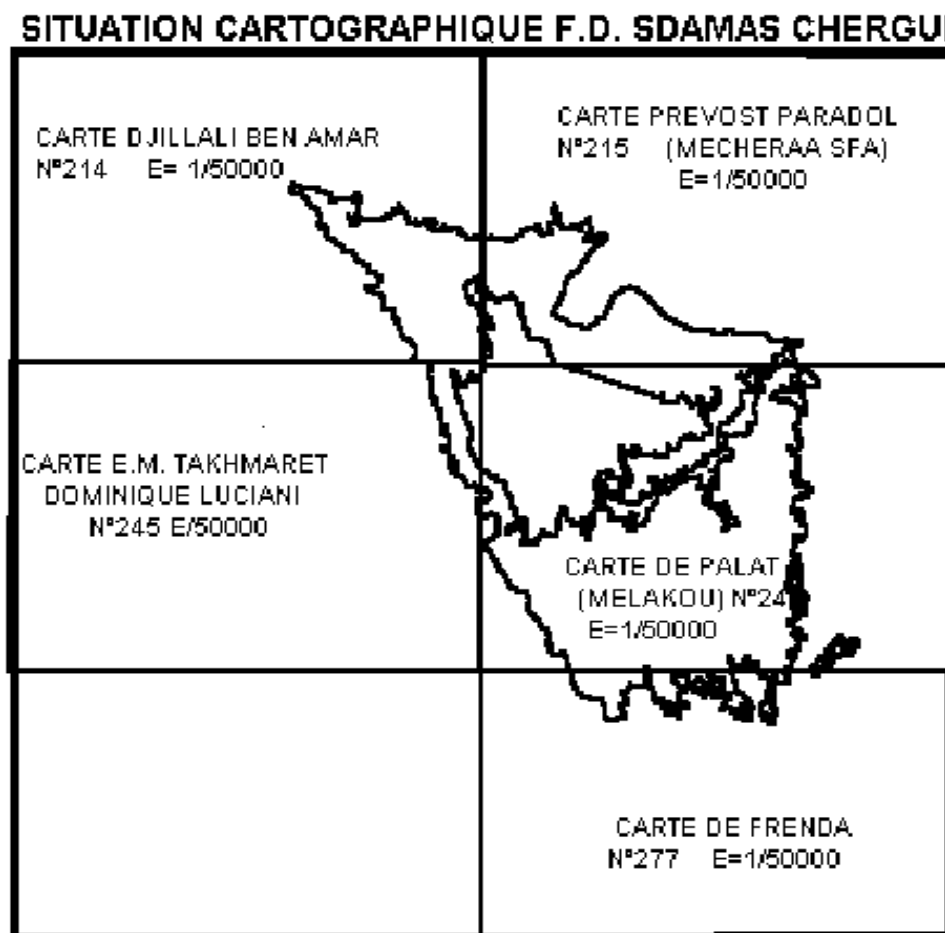 SITUATION CARTOGRAPHIQUE F.D. SDAMAS CHERGUI
CARTE DJILLALI BEN AMAR
N°214 E= 1/50000
CARTE PREVOST PARADOL
N°215 (MECHERAA SFA)
E=1/50000
CARTE E.M. TAKHMARET
DOMINIQUE LUCIANI
N°245 E/50000
CARTE DE PALAT
(MELAKOU) N°24
E=1/50000
CARTE DE FRENDA
N°277 E=1/50000